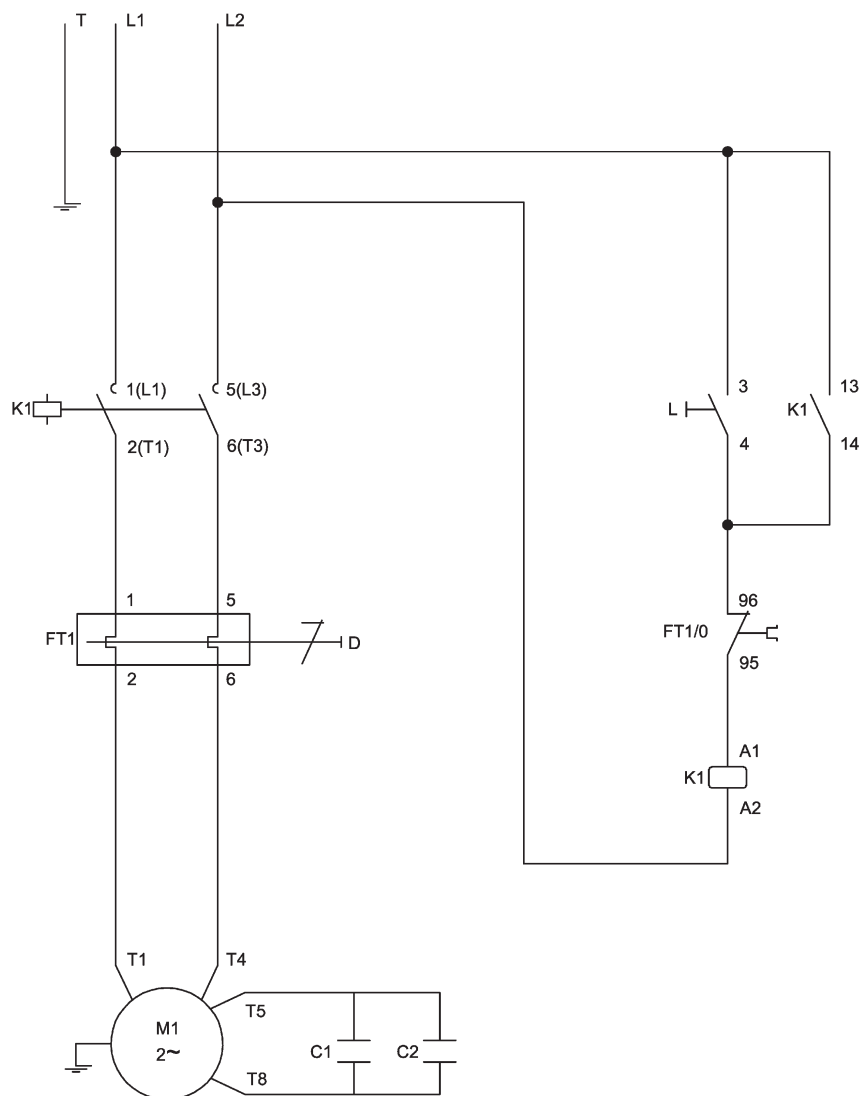 T L1 L2
1(L1) 5(L3) 3 13
K1 L K1
2(T1) 6(T3) 4 14
1 5 96
FT1 D FT1/0
2 6 95
A1
K1
A2
T1 T4
T5
M1
2~ C1 C2
T8